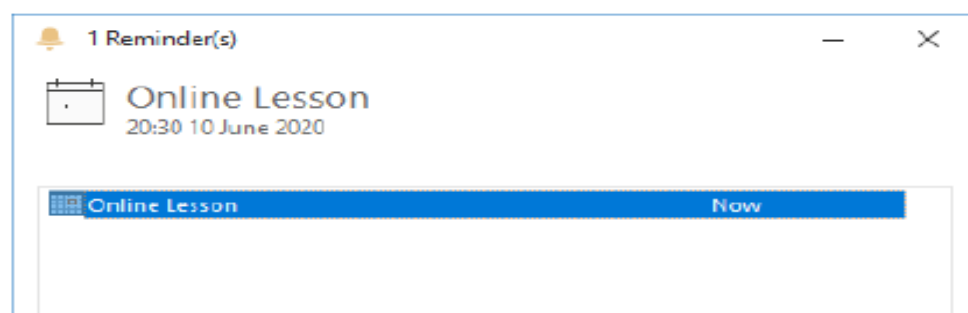 1 Reminder(s)
Online Lesson
20:30 10 June 2020
Online Lesson Now